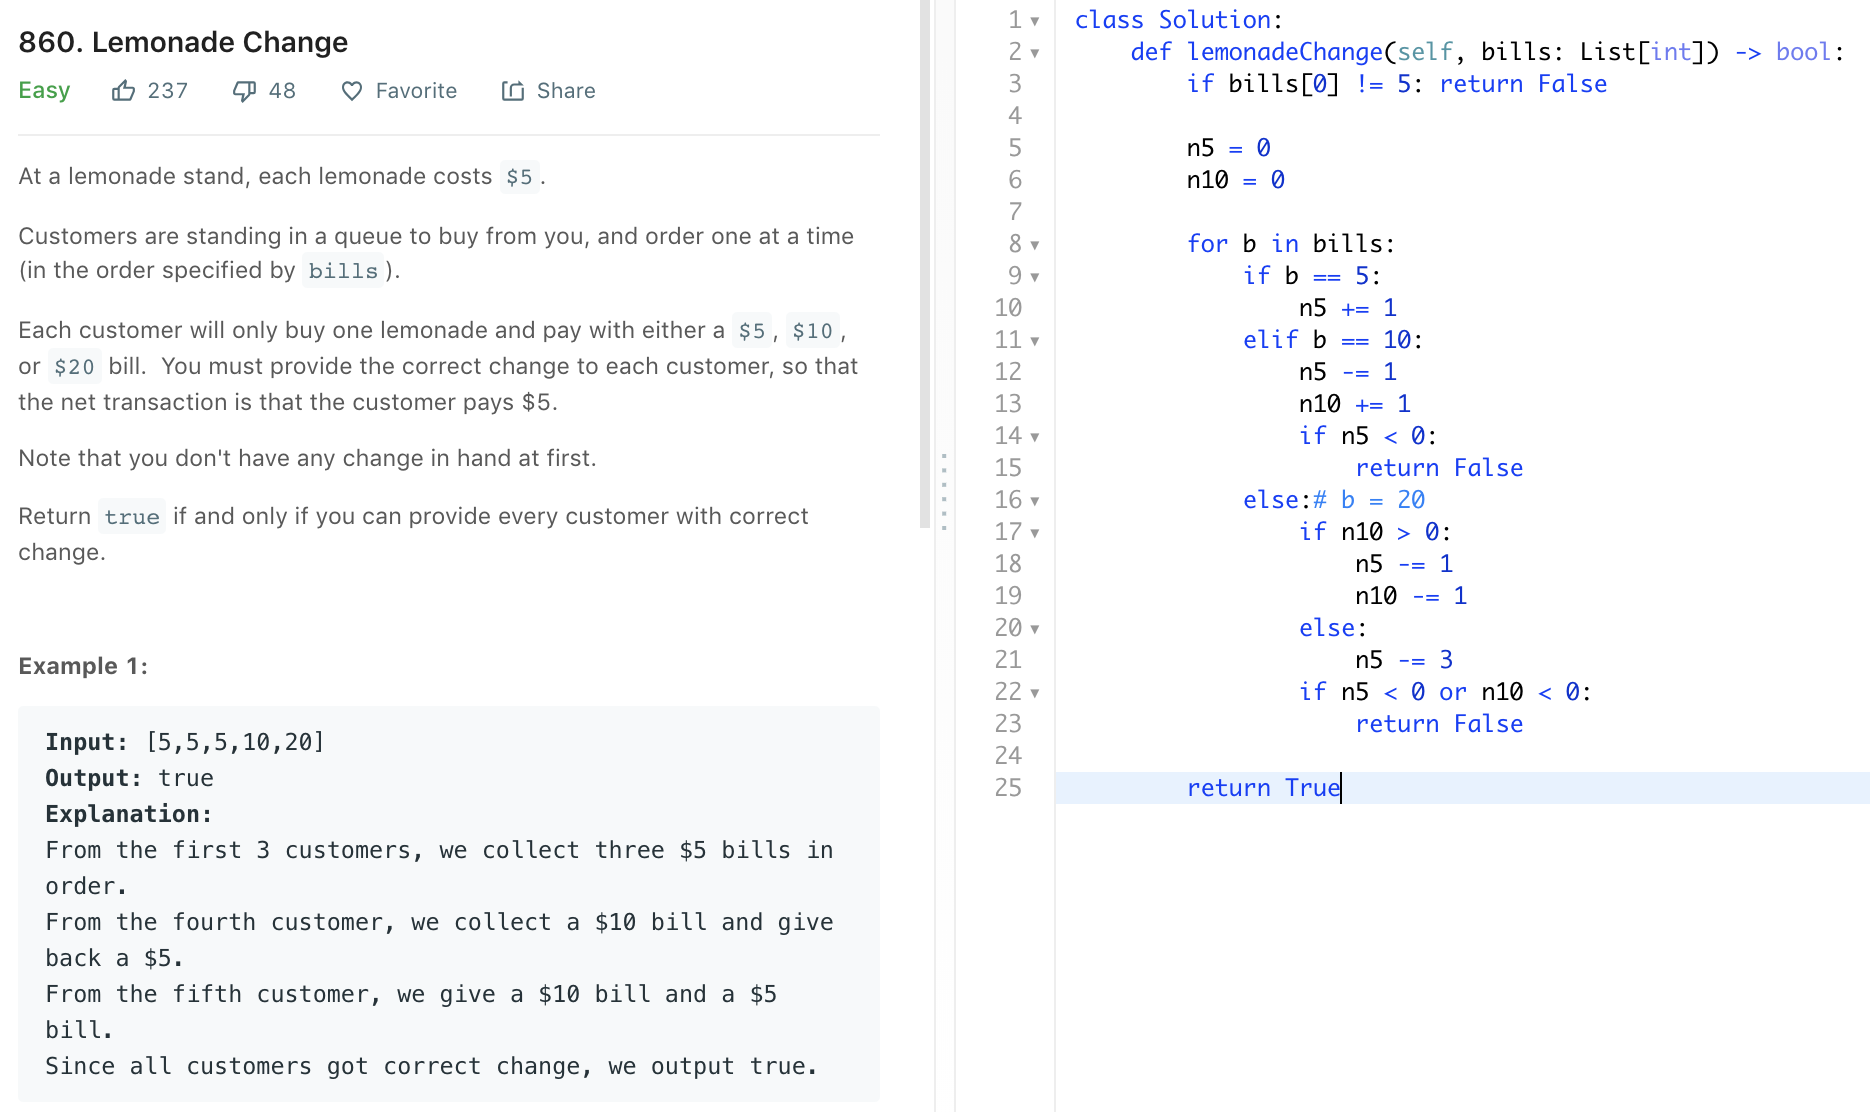 860. Lemonade Change
Easy 237 48 Favorite Share
At a lemonade stand, each lemonade costs $5.
Customers are standing in a queue to buy from you, and order one at a time
(in the order specified by bills).
Each customer will only buy one lemonade and pay with either a $5, $10,
or $20 bill.  You must provide the correct change to each customer, so that
the net transaction is that the customer pays $5.
Note that you don't have any change in hand at first.
Return true if and only if you can provide every customer with correct
change.
Example 1:
Input: [5,5,5,10,20]
Output: true
Explanation:
From the first 3 customers, we collect three $5 bills in
order.
From the fourth customer, we collect a $10 bill and give
back a $5.
From the fifth customer, we give a $10 bill and a $5
bill.
Since all customers got correct change, we output true.
1 class Solution:
2     def lemonadeChange(self, bills: List[int]) -> bool:
3         if bills[0] != 5: return False
4
5         n5 = 0
6         n10 = 0
7
8         for b in bills:
9             if b == 5:
10                 n5 += 1
11             elif b == 10:
12                 n5 -= 1
13                 n10 += 1
14                 if n5 < 0:
15                     return False
16             else:# b = 20
17                 if n10 > 0:
18                     n5 -= 1
19                     n10 -= 1
20                 else:
21                     n5 -= 3
22                 if n5 < 0 or n10 < 0:
23                     return False
24
25         return True